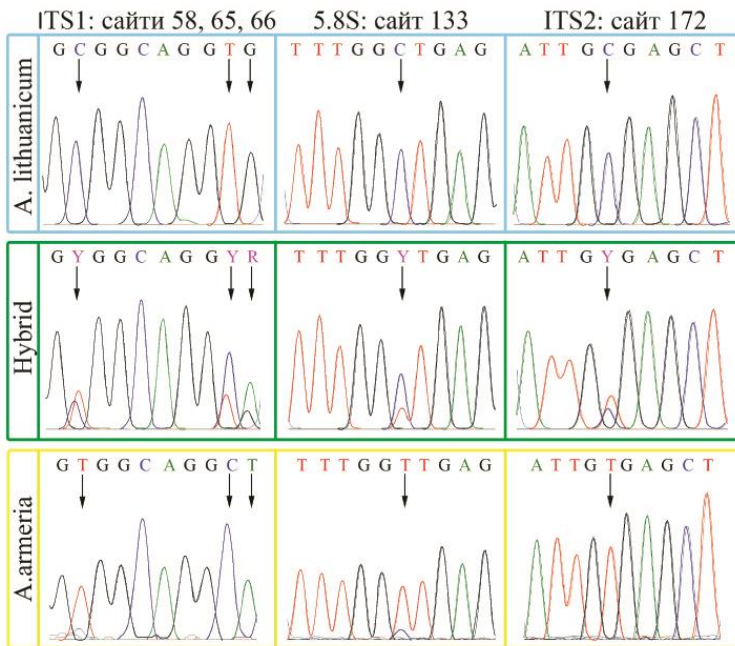 ITS1: сайти 58, 65, 66 5.8S: сайт 133 ITS2: сайт 172
A. lithuanicum
G C G G C A G G T G T T T G G C T G A G A T T G C G A G C T
Hybrid
G Y G G C A G G Y R T T T G G Y T G A G A T T G Y G A G C T
A.armeria
G T G G C A G G C T T T T G G T T G A G A T T G T G A G C T